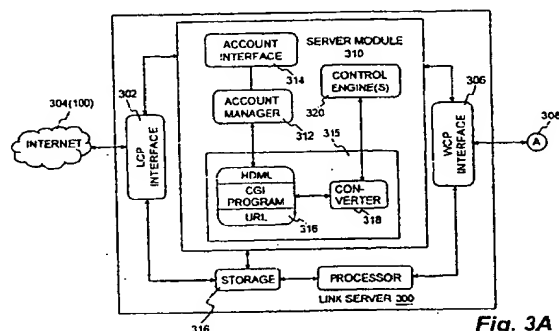 ACCOUNT
INTERFACE
314
SERVER MODULE
310
CONTROL
ENGINE(S)
320
ACCOUNT
MANAGER
312
304(100)
INTERNET
302
LCP
INTERFACE
315
HDML
CGI
PROGRAM
URL
316
CON-
VERTER
318
306
WCP
INTERFACE
A
308
STORAGE
316
PROCESSOR
LINK SERVER 300
Fig. 3A